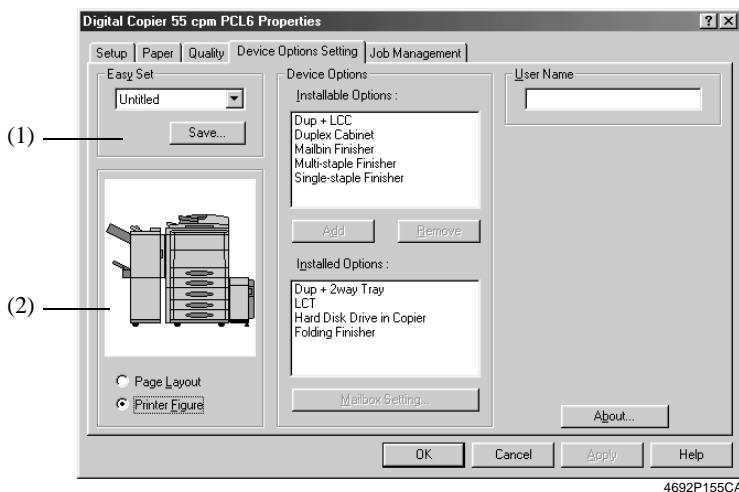 Digital Copier 55 cpm PCL6 Properties
Setup
Paper
Quality
Device Options Setting
Job Management
(1)
(2)
Easy Set
Untitled
Save...
Page Layout
Printer Figure
Device Options
Installable Options :
Dup + LCC
Duplex Cabinet
Mailbin Finisher
Multi-staple Finisher
Single-staple Finisher
Add
Remove
Installed Options :
Dup + 2way Tray
LCT
Hard Disk Drive in Copier
Folding Finisher
Mailbox Setting...
User Name
About...
OK
Cancel
Apply
Help
4692P155CA